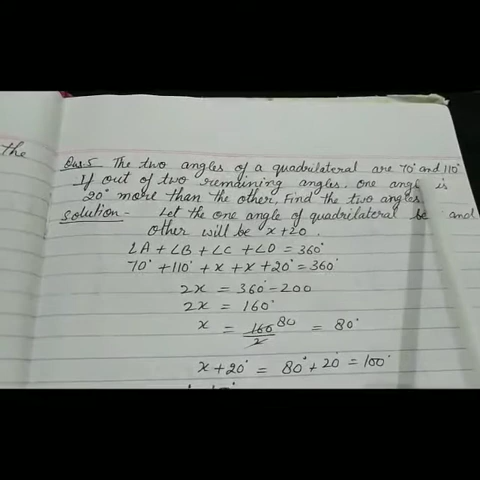 the
Qus.5 The two angles of a quadrilateral are 70° and 110°
If out of two remaining angles, one angl is
20° more than the other. Find the two angles.
Solution - Let the one angle of quadrilateral be and
other will be x+20.
∠A + ∠B + ∠C + ∠D = 360°
70° + 110° + x + x + 20° = 360°
2x = 360° - 200
2x = 160°
x = 160 80 / 2 = 80°
x + 20° = 80° + 20° = 100°